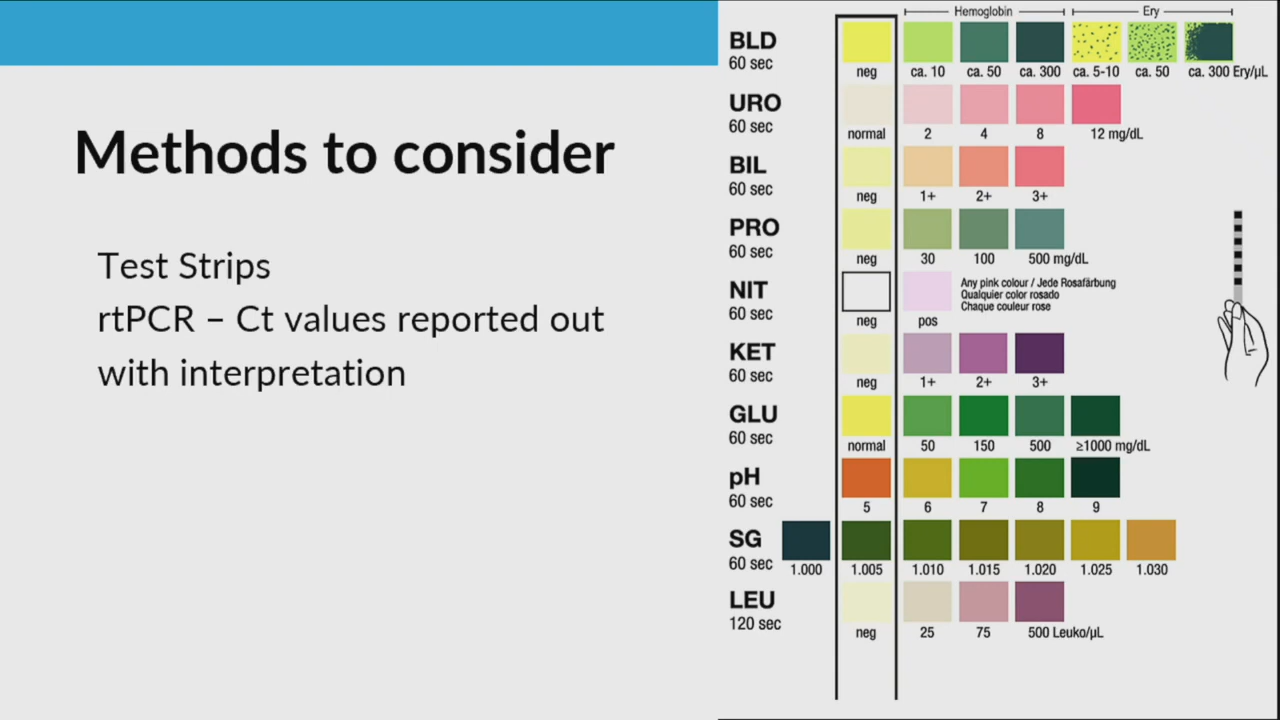 Methods to consider
Test Strips
rtPCR – Ct values reported out
with interpretation
Hemoglobin Ery
BLD
60 sec
neg ca. 10 ca. 50 ca. 300 ca. 5-10 ca. 50 ca. 300 Ery/µL
URO
60 sec
normal 2 4 8 12 mg/dL
BIL
60 sec
neg 1+ 2+ 3+
PRO
60 sec
neg 30 100 500 mg/dL
NIT
60 sec
Any pink colour / Jede Rosafärbung
Qualquier color rosado
Chaque couleur rose
neg pos
KET
60 sec
neg 1+ 2+ 3+
GLU
60 sec
normal 50 150 500 ≥1000 mg/dL
pH
60 sec
5 6 7 8 9
SG
60 sec
1.000 1.005 1.010 1.015 1.020 1.025 1.030
LEU
120 sec
neg 25 75 500 Leuko/µL